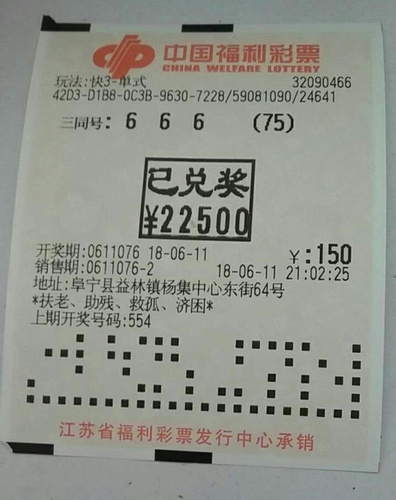 中国福利彩票
CHINA WELFARE LOTTERY
玩法:快3-单式 32090466
42D3-D1B8-0C3B-9630-7228/59081090/24641
三同号: 6 6 6 (75)
已兑奖
¥22500
开奖期:0611076 18-06-11 ¥:150
销售期:0611076-2 18-06-11 21:02:25
地址:阜宁县益林镇杨集中心东街64号
*扶老、助残、救孤、济困*
上期开奖号码:554
江苏省福利彩票发行中心承销